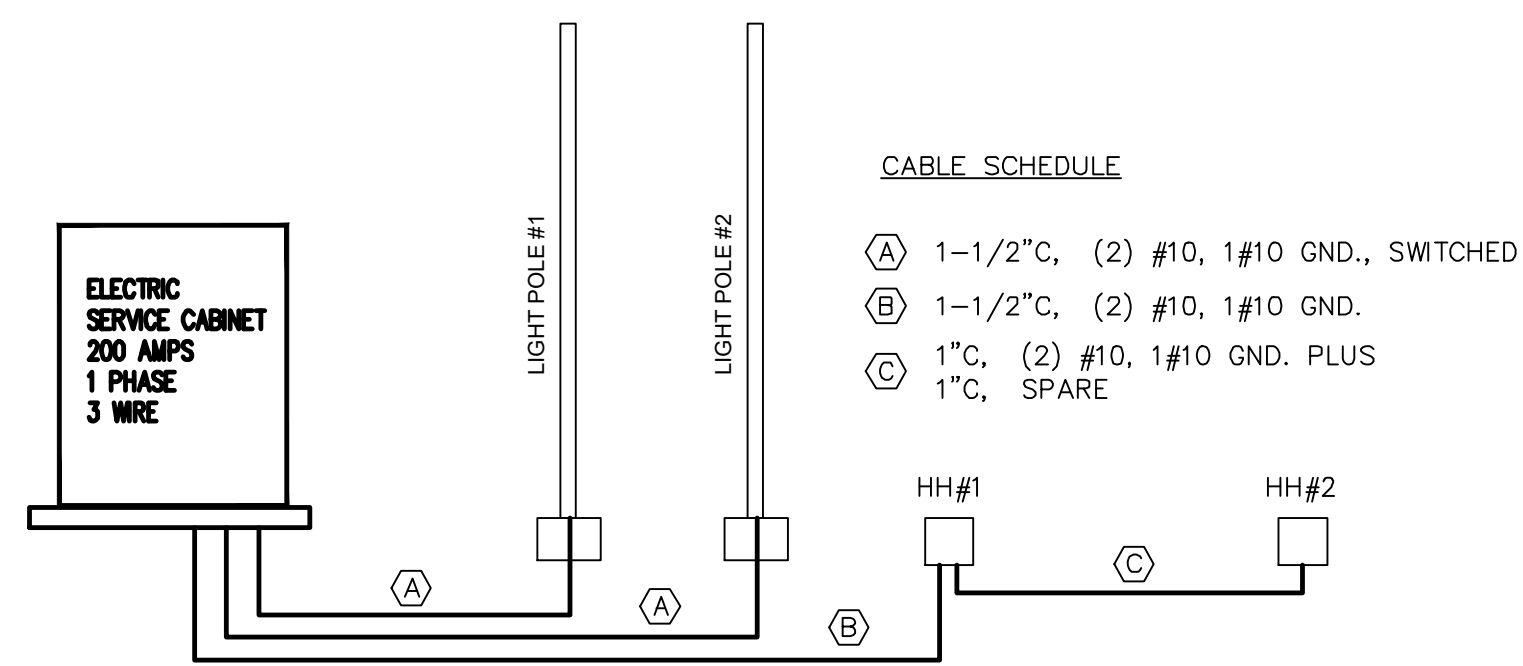 ELECTRIC
SERVICE CABINET
200 AMPS
1 PHASE
3 WIRE
LIGHT POLE #1
LIGHT POLE #2
CABLE SCHEDULE
A 1-1/2"C, (2) #10, 1#10 GND., SWITCHED
B 1-1/2"C, (2) #10, 1#10 GND.
C 1"C, (2) #10, 1#10 GND. PLUS
1"C, SPARE
HH#1
HH#2
A
A
B
C